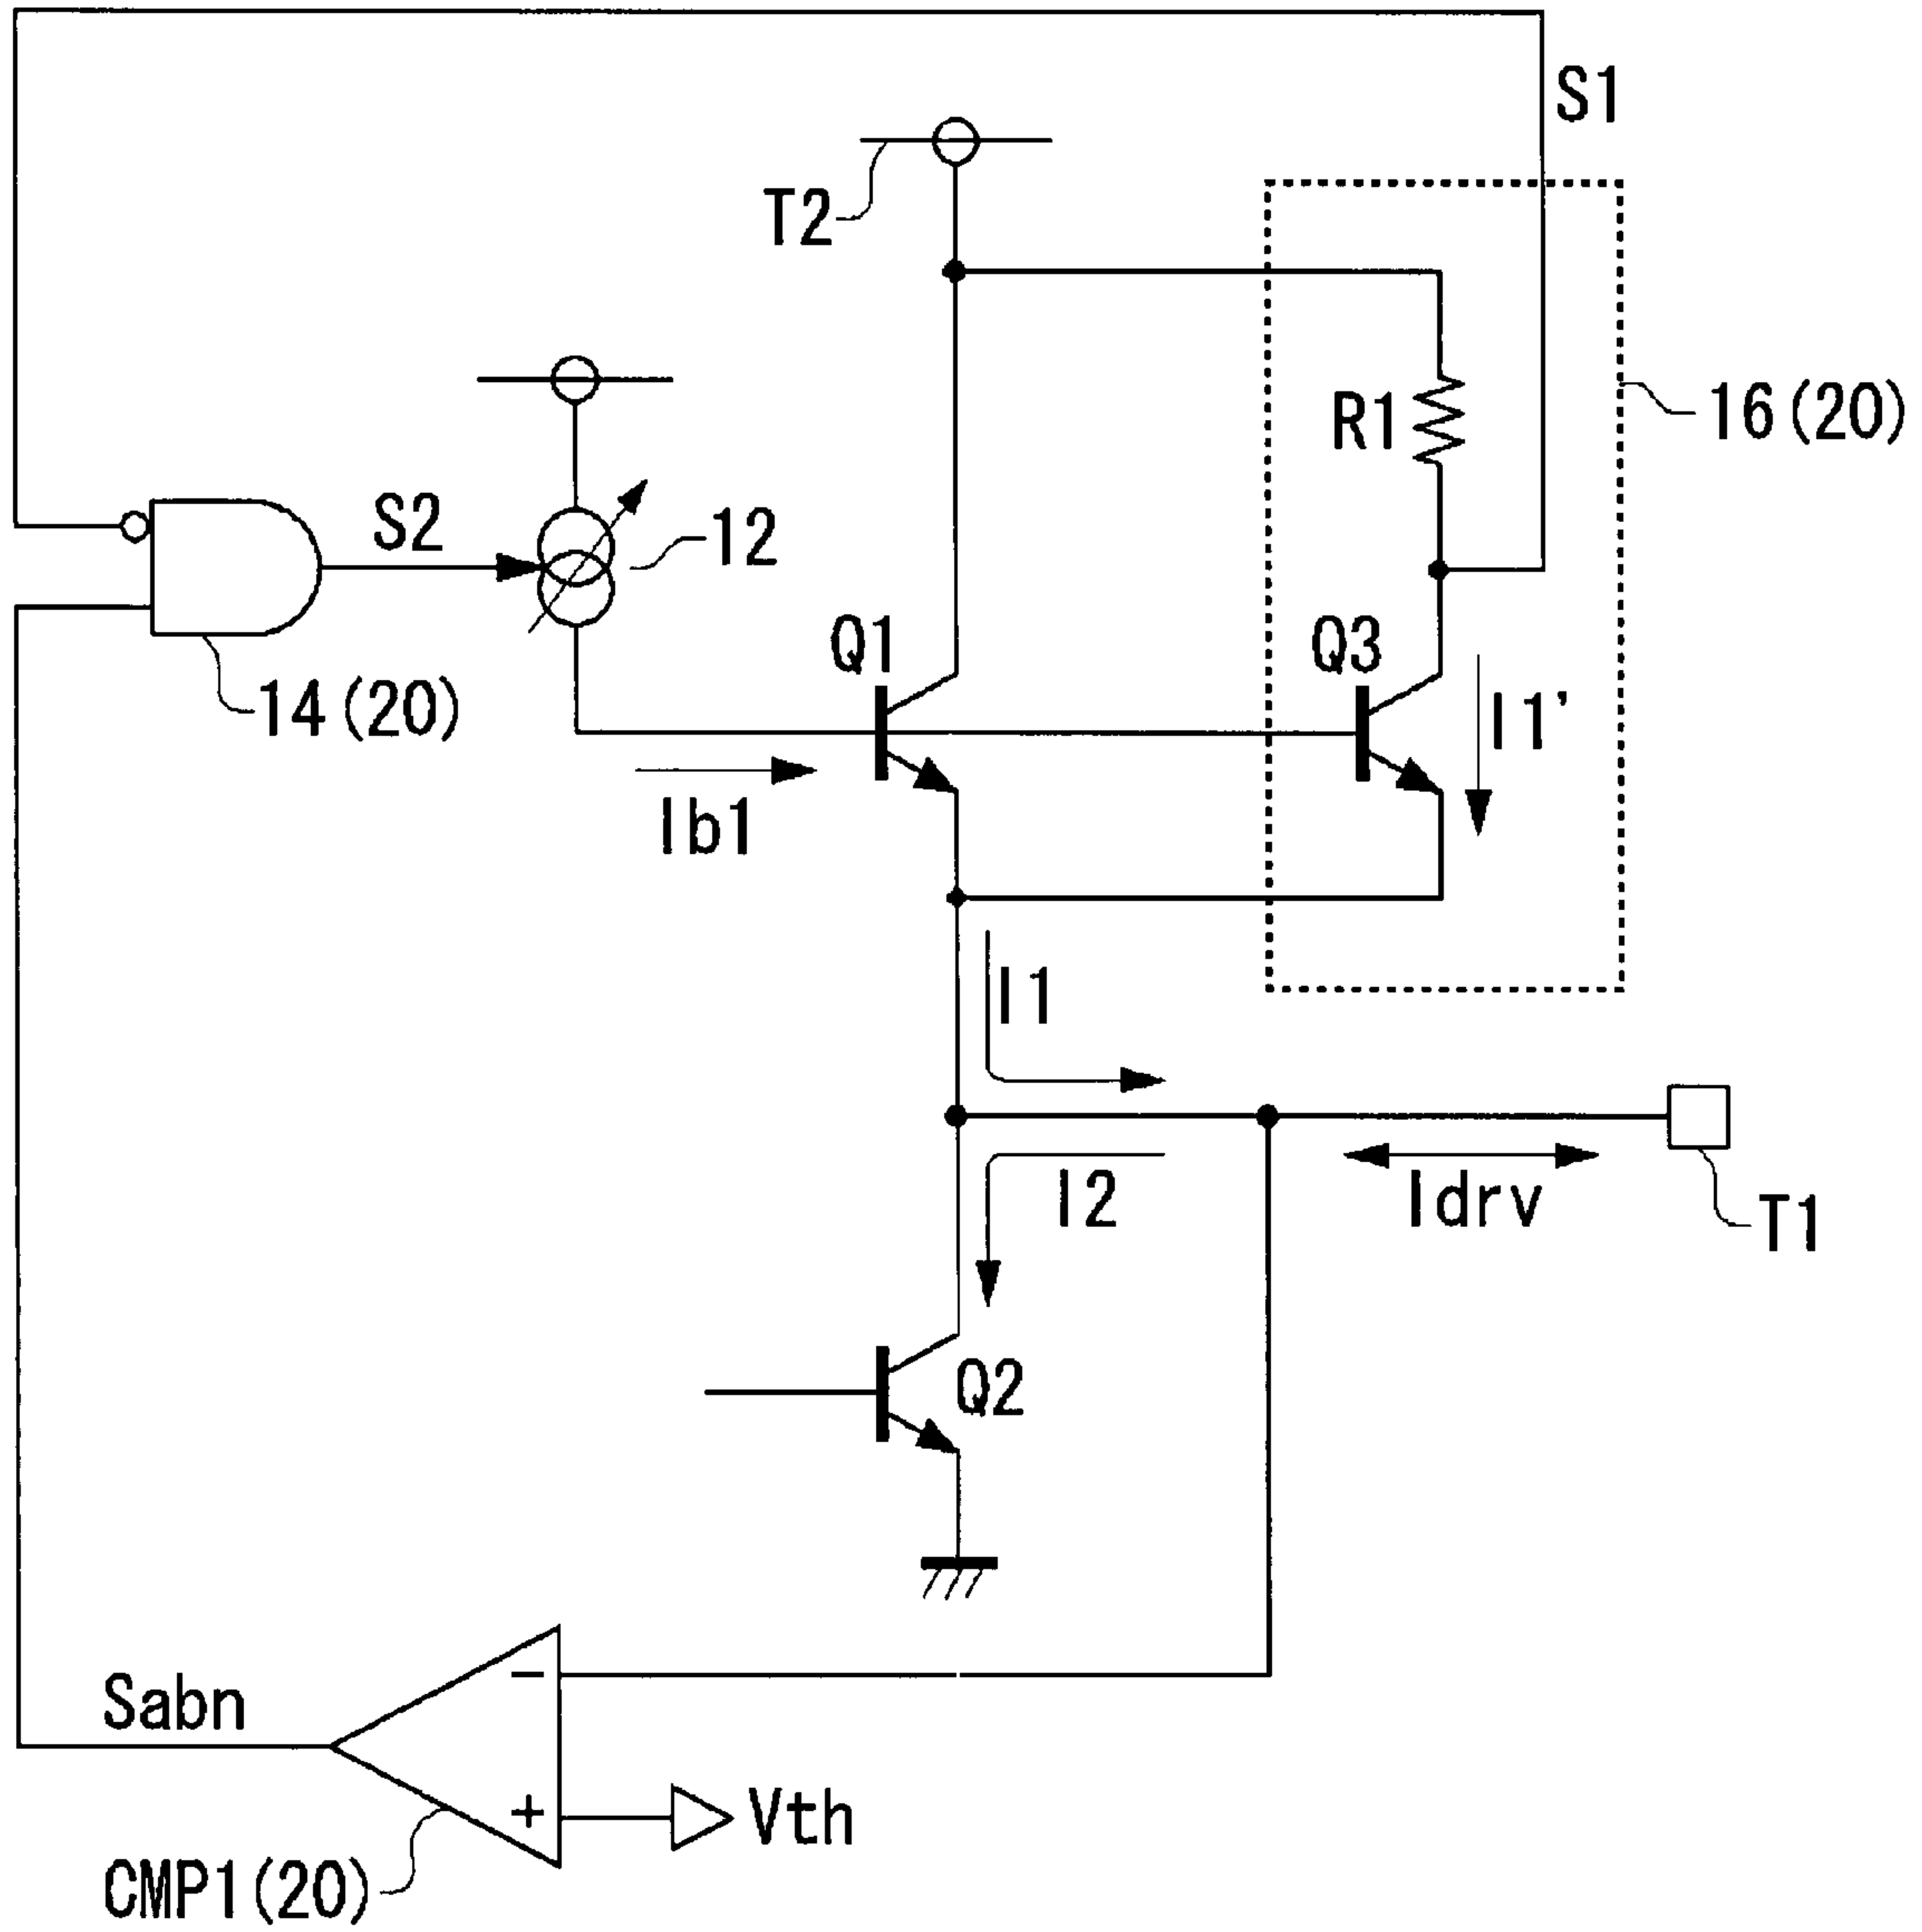 S1
T2
R1
16(20)
S2
12
Q1
Q3
14(20)
I1'
Ib1
I1
I2
Idrv
T1
Q2
Sabn
−
+
Vth
CMP1(20)